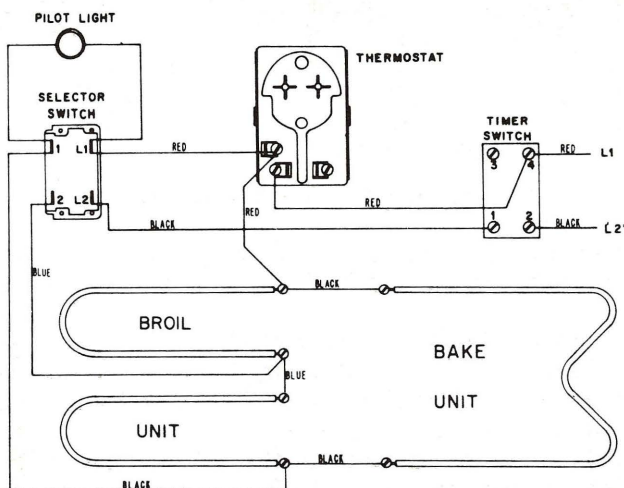 PILOT LIGHT
THERMOSTAT
SELECTOR
SWITCH
TIMER
SWITCH
1 L1
RED
3 4
RED
L1
2 L2
RED
RED
BLACK
1 2
BLACK
L2
BLUE
BLACK
BROIL
BAKE
BLUE
UNIT
UNIT
BLACK
BLACK